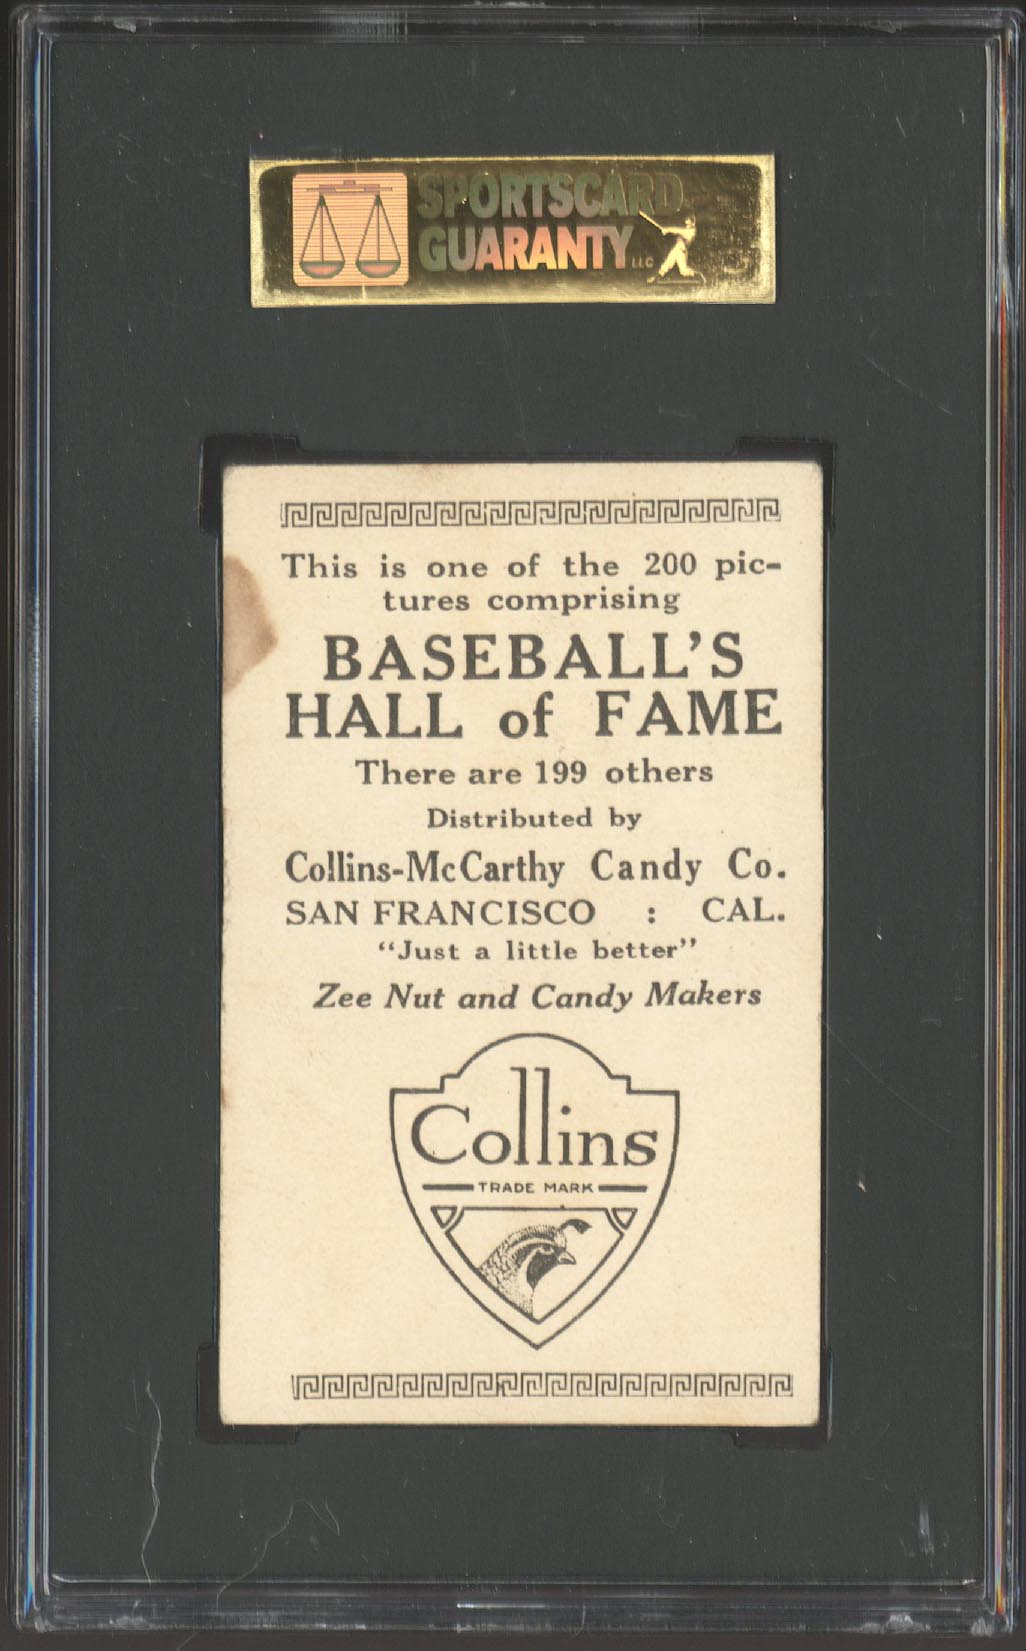 SPORTSCARD
GUARANTY LLC
This is one of the 200 pic-
tures comprising
BASEBALL'S
HALL of FAME
There are 199 others
Distributed by
Collins-McCarthy Candy Co.
SAN FRANCISCO : CAL.
"Just a little better"
Zee Nut and Candy Makers
Collins
TRADE MARK